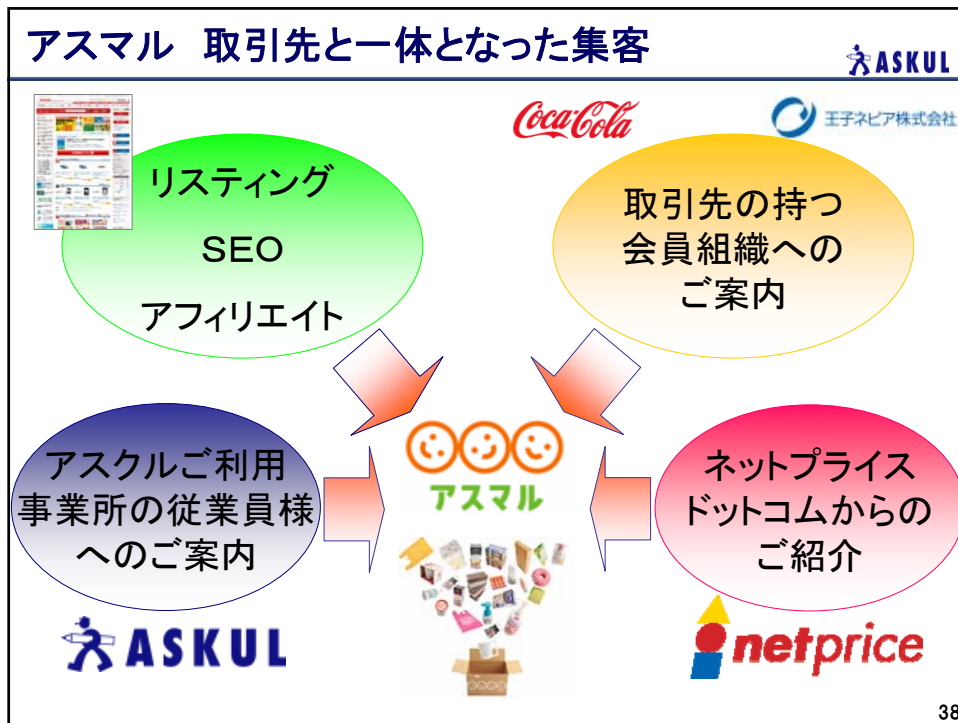 アスマル 取引先と一体となった集客
ASKUL
Coca-Cola
王子ネピア株式会社
リスティング
SEO
アフィリエイト
取引先の持つ
会員組織への
ご案内
アスクルご利用
事業所の従業員様
へのご案内
アスマル
ネットプライス
ドットコムからの
ご紹介
ASKUL
netprice
38